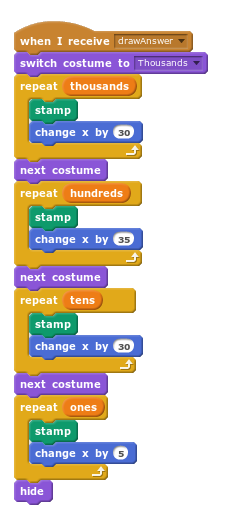 when I receive drawAnswer
switch costume to Thousands
repeat thousands
stamp
change x by 30
next costume
repeat hundreds
stamp
change x by 35
next costume
repeat tens
stamp
change x by 30
next costume
repeat ones
stamp
change x by 5
hide